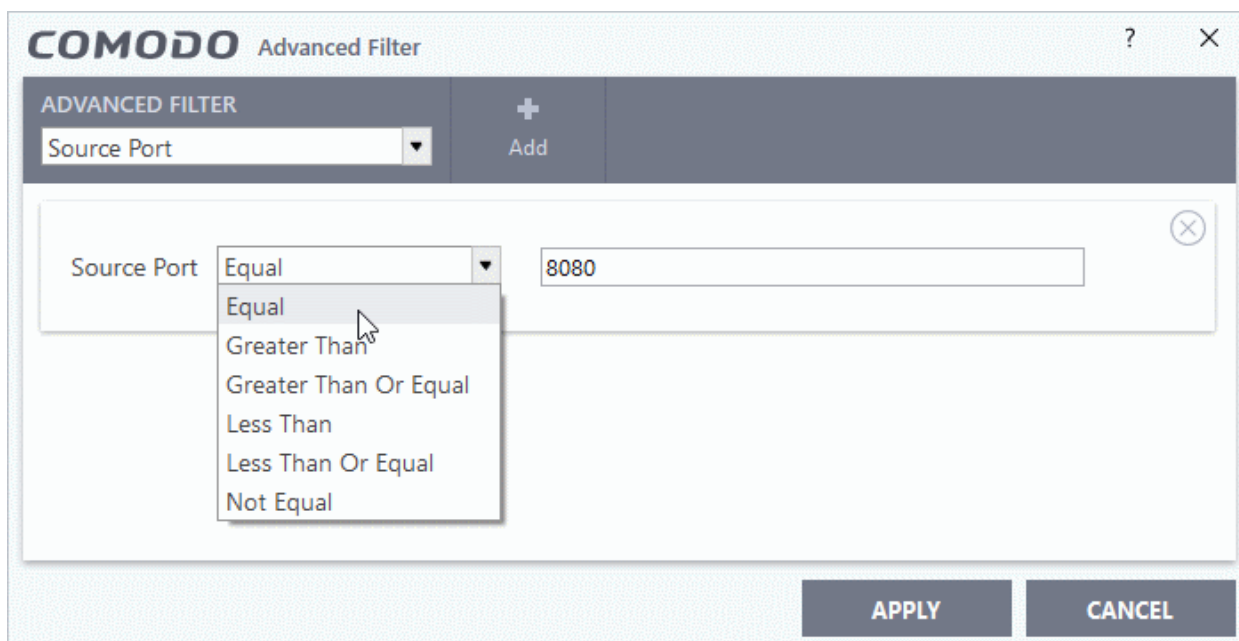 COMODO Advanced Filter ?
ADVANCED FILTER
Source Port
Add
Source Port Equal 8080
Equal
Greater Than
Greater Than Or Equal
Less Than
Less Than Or Equal
Not Equal
APPLY CANCEL